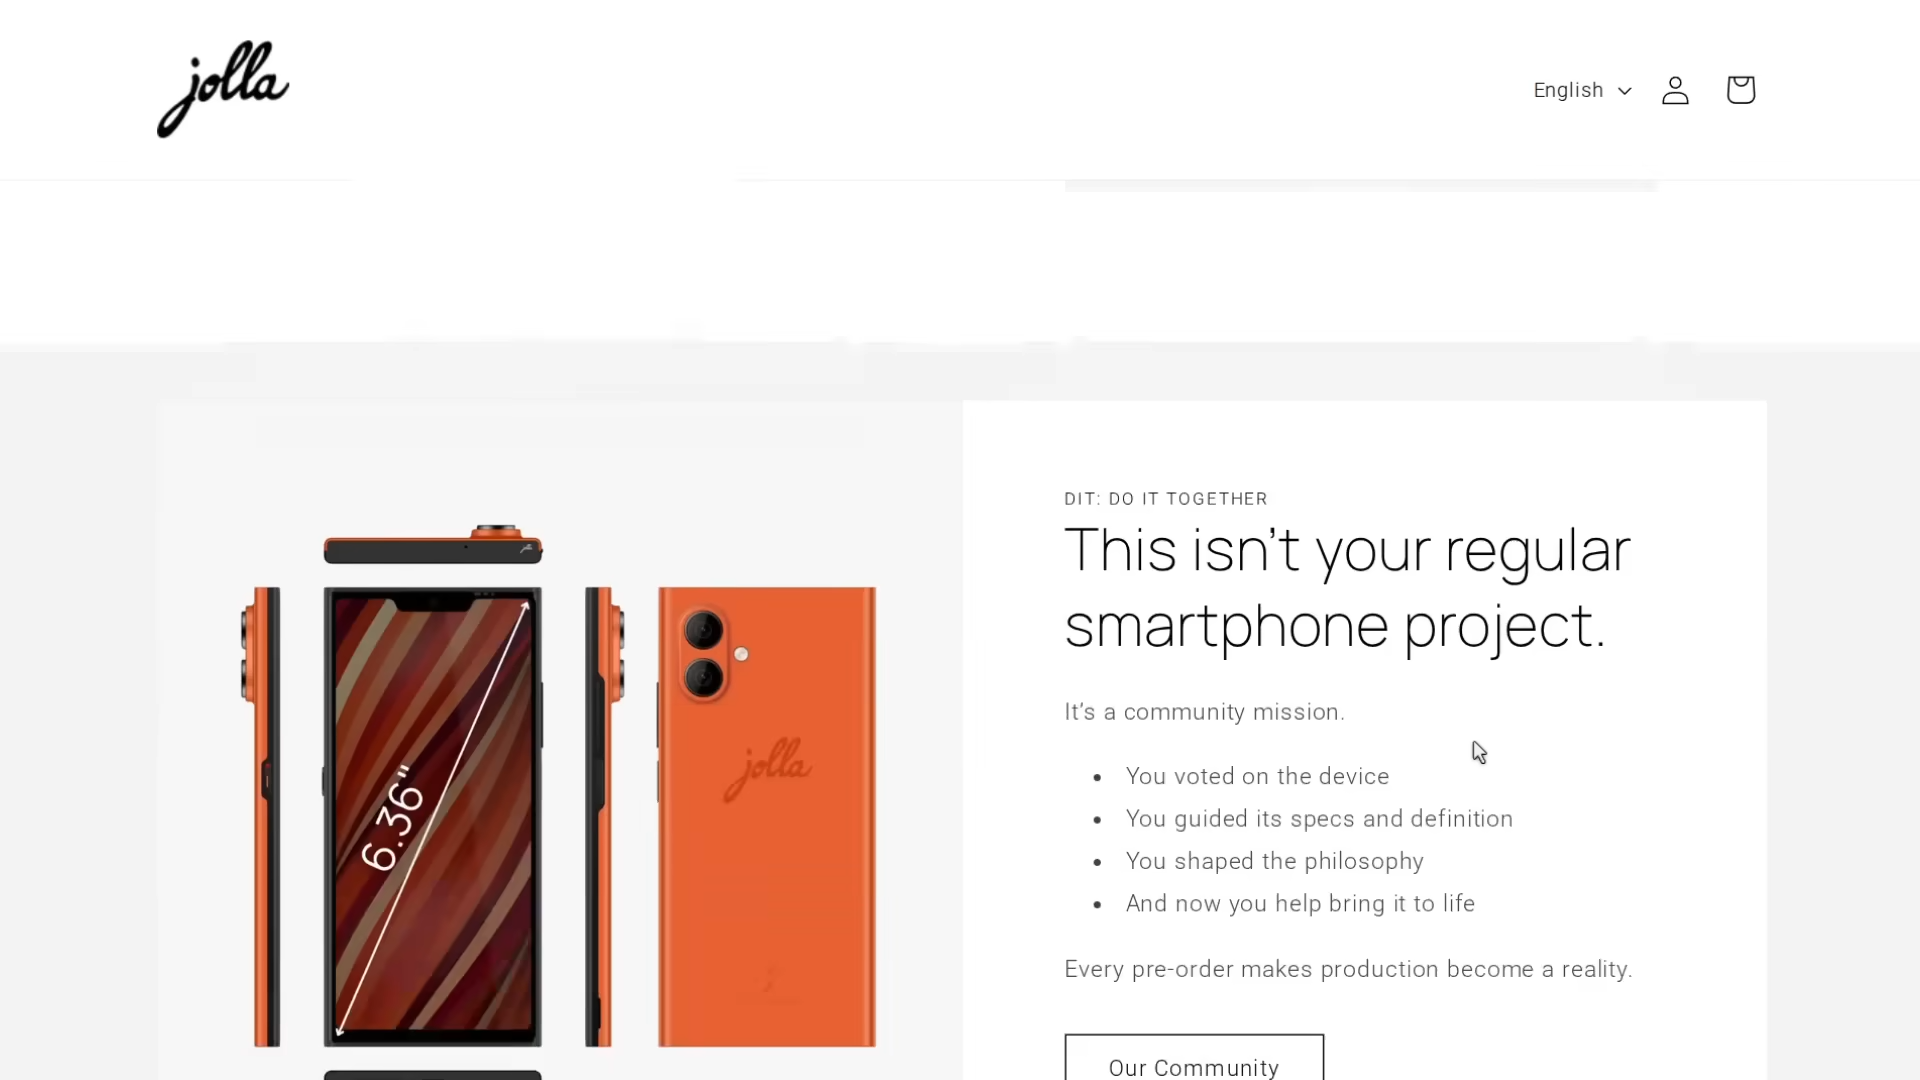 jolla
English
DIT: DO IT TOGETHER
This isn’t your regular
smartphone project.
It’s a community mission.
You voted on the device
You guided its specs and definition
You shaped the philosophy
And now you help bring it to life
Every pre-order makes production become a reality.
Our Community
6.36"
jolla